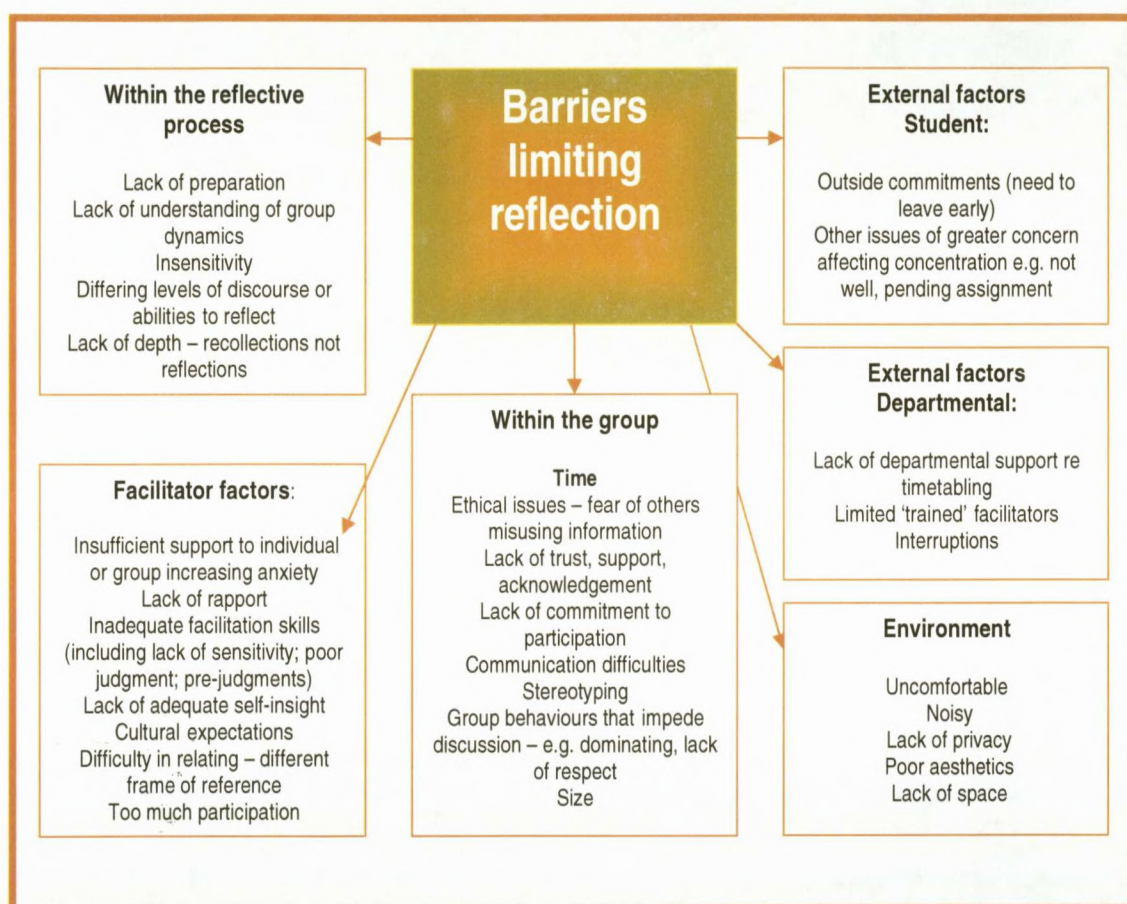 Barriers
limiting
reflection
Within the reflective
process
Lack of preparation
Lack of understanding of group
dynamics
Insensitivity
Differing levels of discourse or
abilities to reflect
Lack of depth – recollections not
reflections
External factors
Student:
Outside commitments (need to
leave early)
Other issues of greater concern
affecting concentration e.g. not
well, pending assignment
External factors
Departmental:
Lack of departmental support re
timetabling
Limited ‘trained’ facilitators
Interruptions
Within the group
Time
Ethical issues – fear of others
misusing information
Lack of trust, support,
acknowledgement
Lack of commitment to
participation
Communication difficulties
Stereotyping
Group behaviours that impede
discussion – e.g. dominating, lack
of respect
Size
Facilitator factors:
Insufficient support to individual
or group increasing anxiety
Lack of rapport
Inadequate facilitation skills
(including lack of sensitivity; poor
judgment; pre-judgments)
Lack of adequate self-insight
Cultural expectations
Difficulty in relating – different
frame of reference
Too much participation
Environment
Uncomfortable
Noisy
Lack of privacy
Poor aesthetics
Lack of space